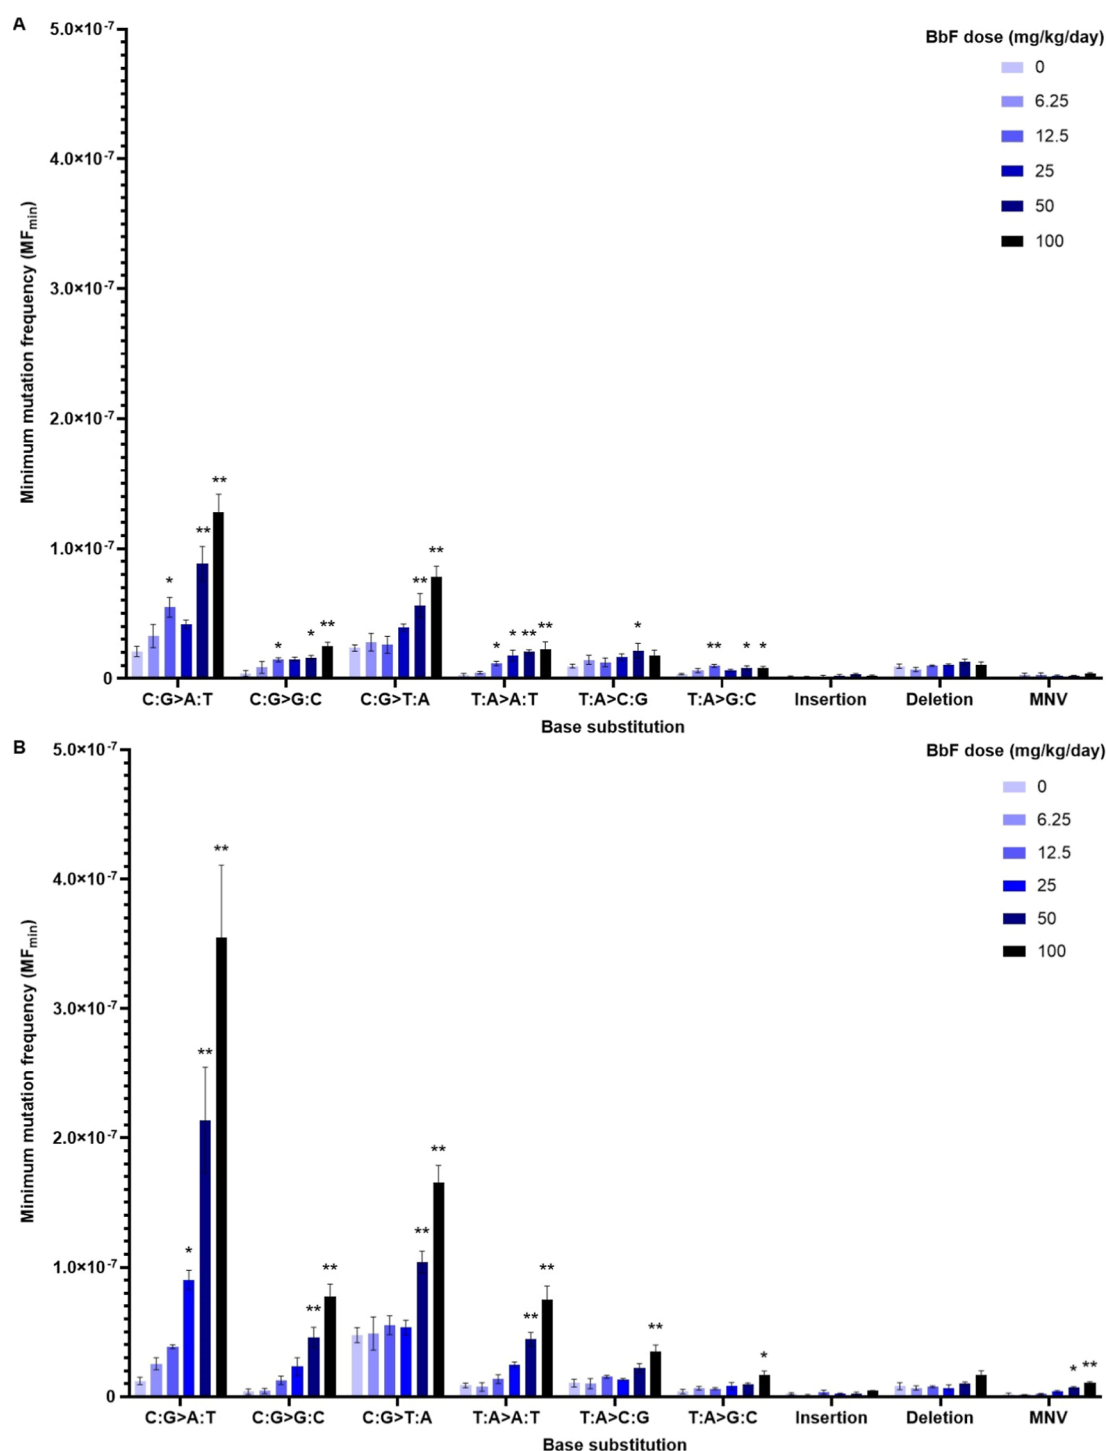 A
5.0×10-7
4.0×10-7
3.0×10-7
2.0×10-7
1.0×10-7
0
Minimum mutation frequency (MFmin)
BbF dose (mg/kg/day)
0
6.25
12.5
25
50
100
* ** **
* * **
** **
* * ** **
*
** * *
C:G>A:T C:G>G:C C:G>T:A T:A>A:T T:A>C:G T:A>G:C Insertion Deletion MNV
Base substitution
B
5.0×10-7
4.0×10-7
3.0×10-7
2.0×10-7
1.0×10-7
0
Minimum mutation frequency (MFmin)
BbF dose (mg/kg/day)
0
6.25
12.5
25
50
100
* ** **
** **
** **
** **
**
*
* **
C:G>A:T C:G>G:C C:G>T:A T:A>A:T T:A>C:G T:A>G:C Insertion Deletion MNV
Base substitution